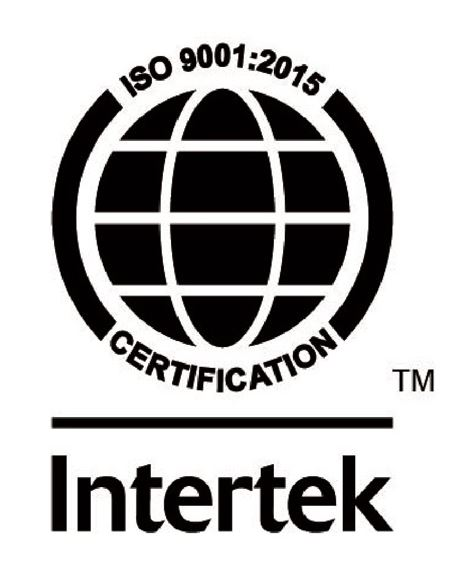 ISO 9001:2015
CERTIFICATION
TM
Intertek